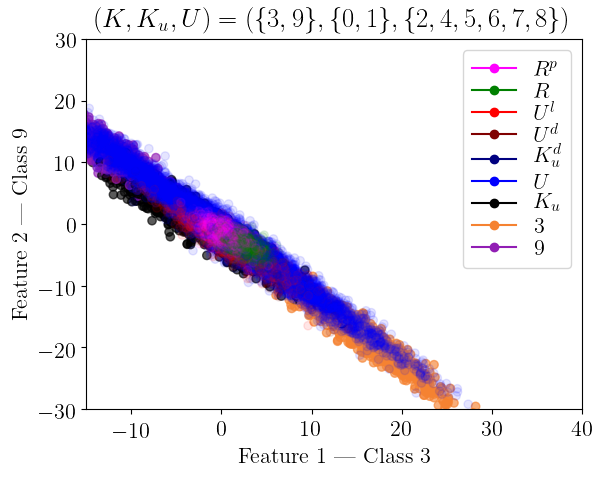 (K, K_u, U) = ({3, 9}, {0, 1}, {2, 4, 5, 6, 7, 8})
30
20
10
0
−10
−20
−30
Feature 2 — Class 9
−10 0 10 20 30 40
Feature 1 — Class 3
R^p
R
U^l
U^d
K_u^d
U
K_u
3
9